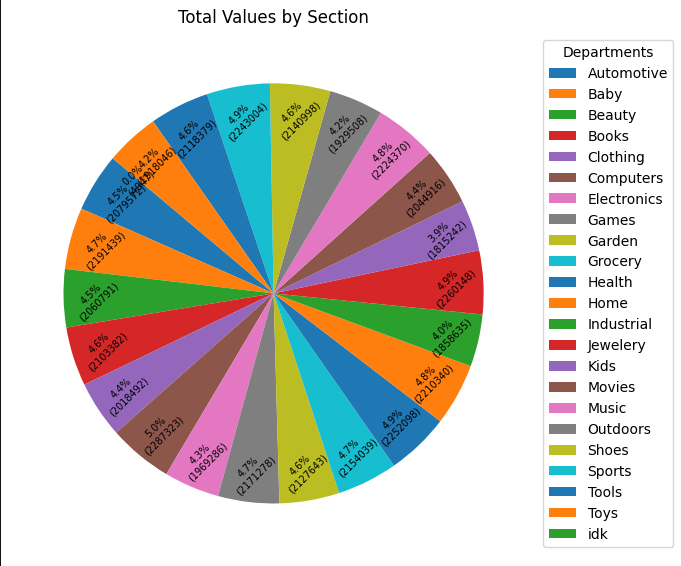 Total Values by Section
4.9%
(2243004)
4.6%
(2140998)
4.2%
(1929508)
4.8%
(2224370)
4.4%
(2044916)
3.9%
(1815242)
4.9%
(2260148)
4.0%
(1858635)
4.8%
(2210340)
4.9%
(2252098)
4.7%
(2154039)
4.6%
(2127643)
4.7%
(2171278)
4.3%
(1969286)
5.0%
(2287323)
4.4%
(2018492)
4.6%
(2103382)
4.5%
(2060791)
4.7%
(2191439)
4.5%
0.0%
4.2%
4.6%
(2118379)
Departments
Automotive
Baby
Beauty
Books
Clothing
Computers
Electronics
Games
Garden
Grocery
Health
Home
Industrial
Jewelery
Kids
Movies
Music
Outdoors
Shoes
Sports
Tools
Toys
idk